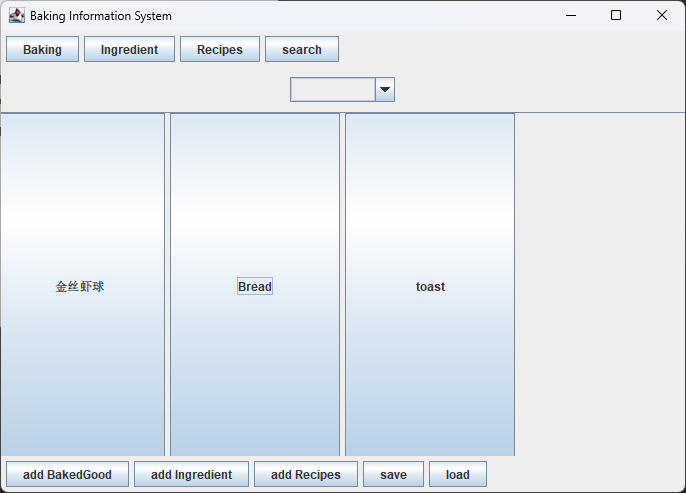 Baking Information System
Baking Ingredient Recipes search
金丝虾球 Bread toast
add BakedGood add Ingredient add Recipes save load